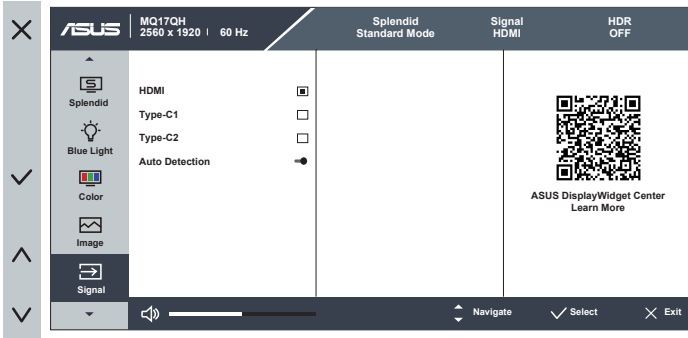 ASUS
MQ17QH
2560 x 1920 60 Hz
Splendid
Standard Mode
Signal
HDMI
HDR
OFF
Splendid
Blue Light
Color
Image
Signal
HDMI
Type-C1
Type-C2
Auto Detection
ASUS DisplayWidget Center
Learn More
Navigate
Select
Exit